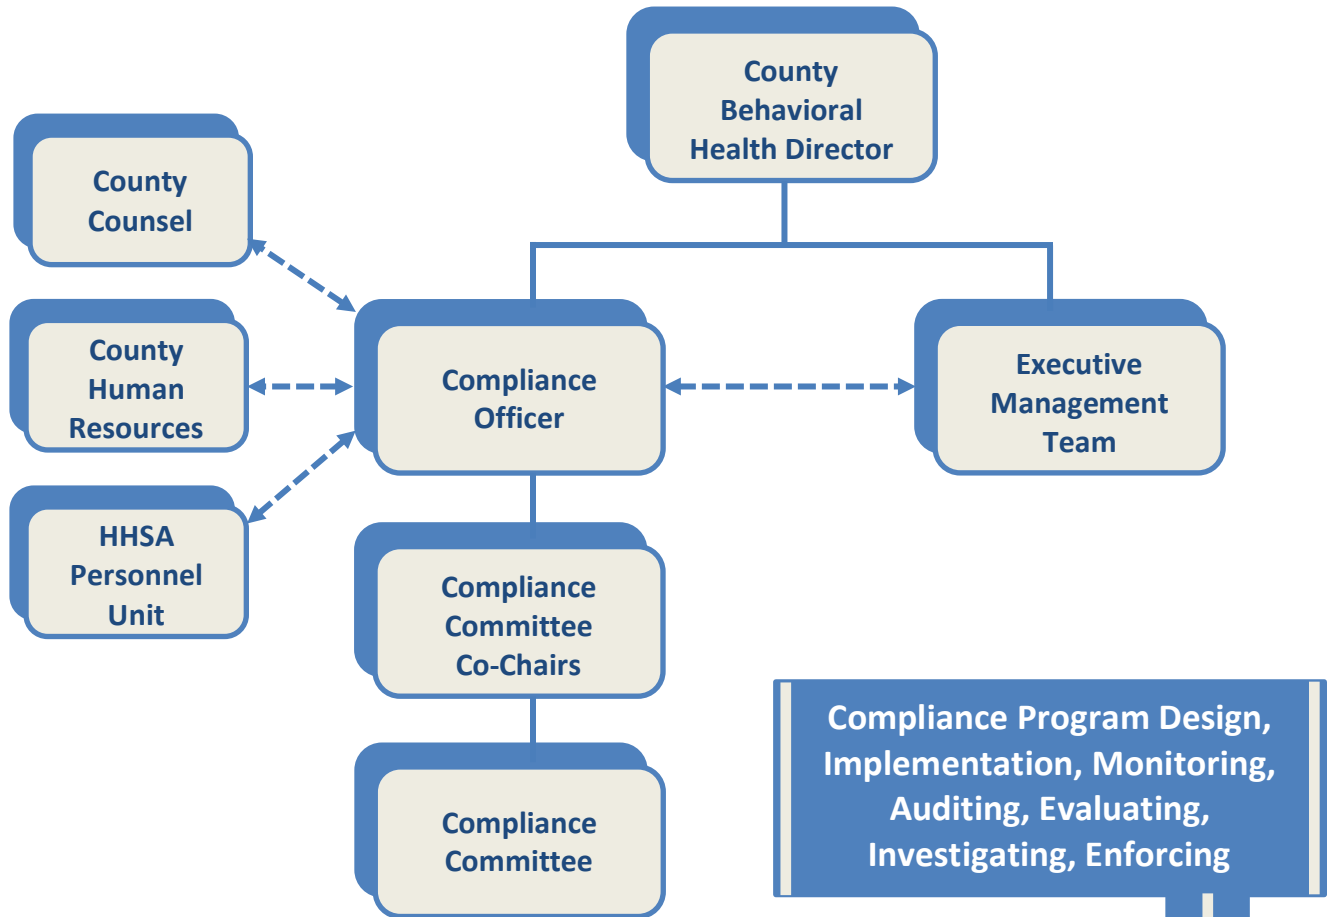 County
Behavioral
Health Director
County
Counsel
County
Human
Resources
Compliance
Officer
Executive
Management
Team
HHSA
Personnel
Unit
Compliance
Committee
Co-Chairs
Compliance Program Design,
Implementation, Monitoring,
Auditing, Evaluating,
Investigating, Enforcing
Compliance
Committee